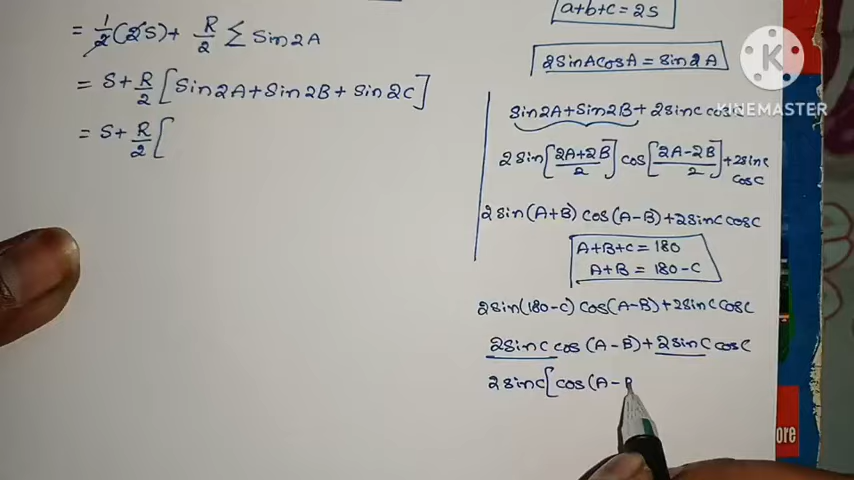 = 1/2 (2S) + R/2 Σ Sin2A
= S + R/2 [Sin2A + Sin2B + Sin2C]
= S + R/2 [
a+b+c = 2S
2SinACosA = Sin2A
Sin2A + Sin2B + 2SinC CosC
2Sin[2A+2B/2] Cos[2A-2B/2] + 2SinC
CosC
2Sin(A+B) Cos(A-B) + 2SinC CosC
A+B+C = 180
A+B = 180-C
2Sin(180-C) Cos(A-B) + 2SinC CosC
2SinC Cos(A-B) + 2SinC CosC
2SinC[Cos(A-B
K
KINEMASTER
or